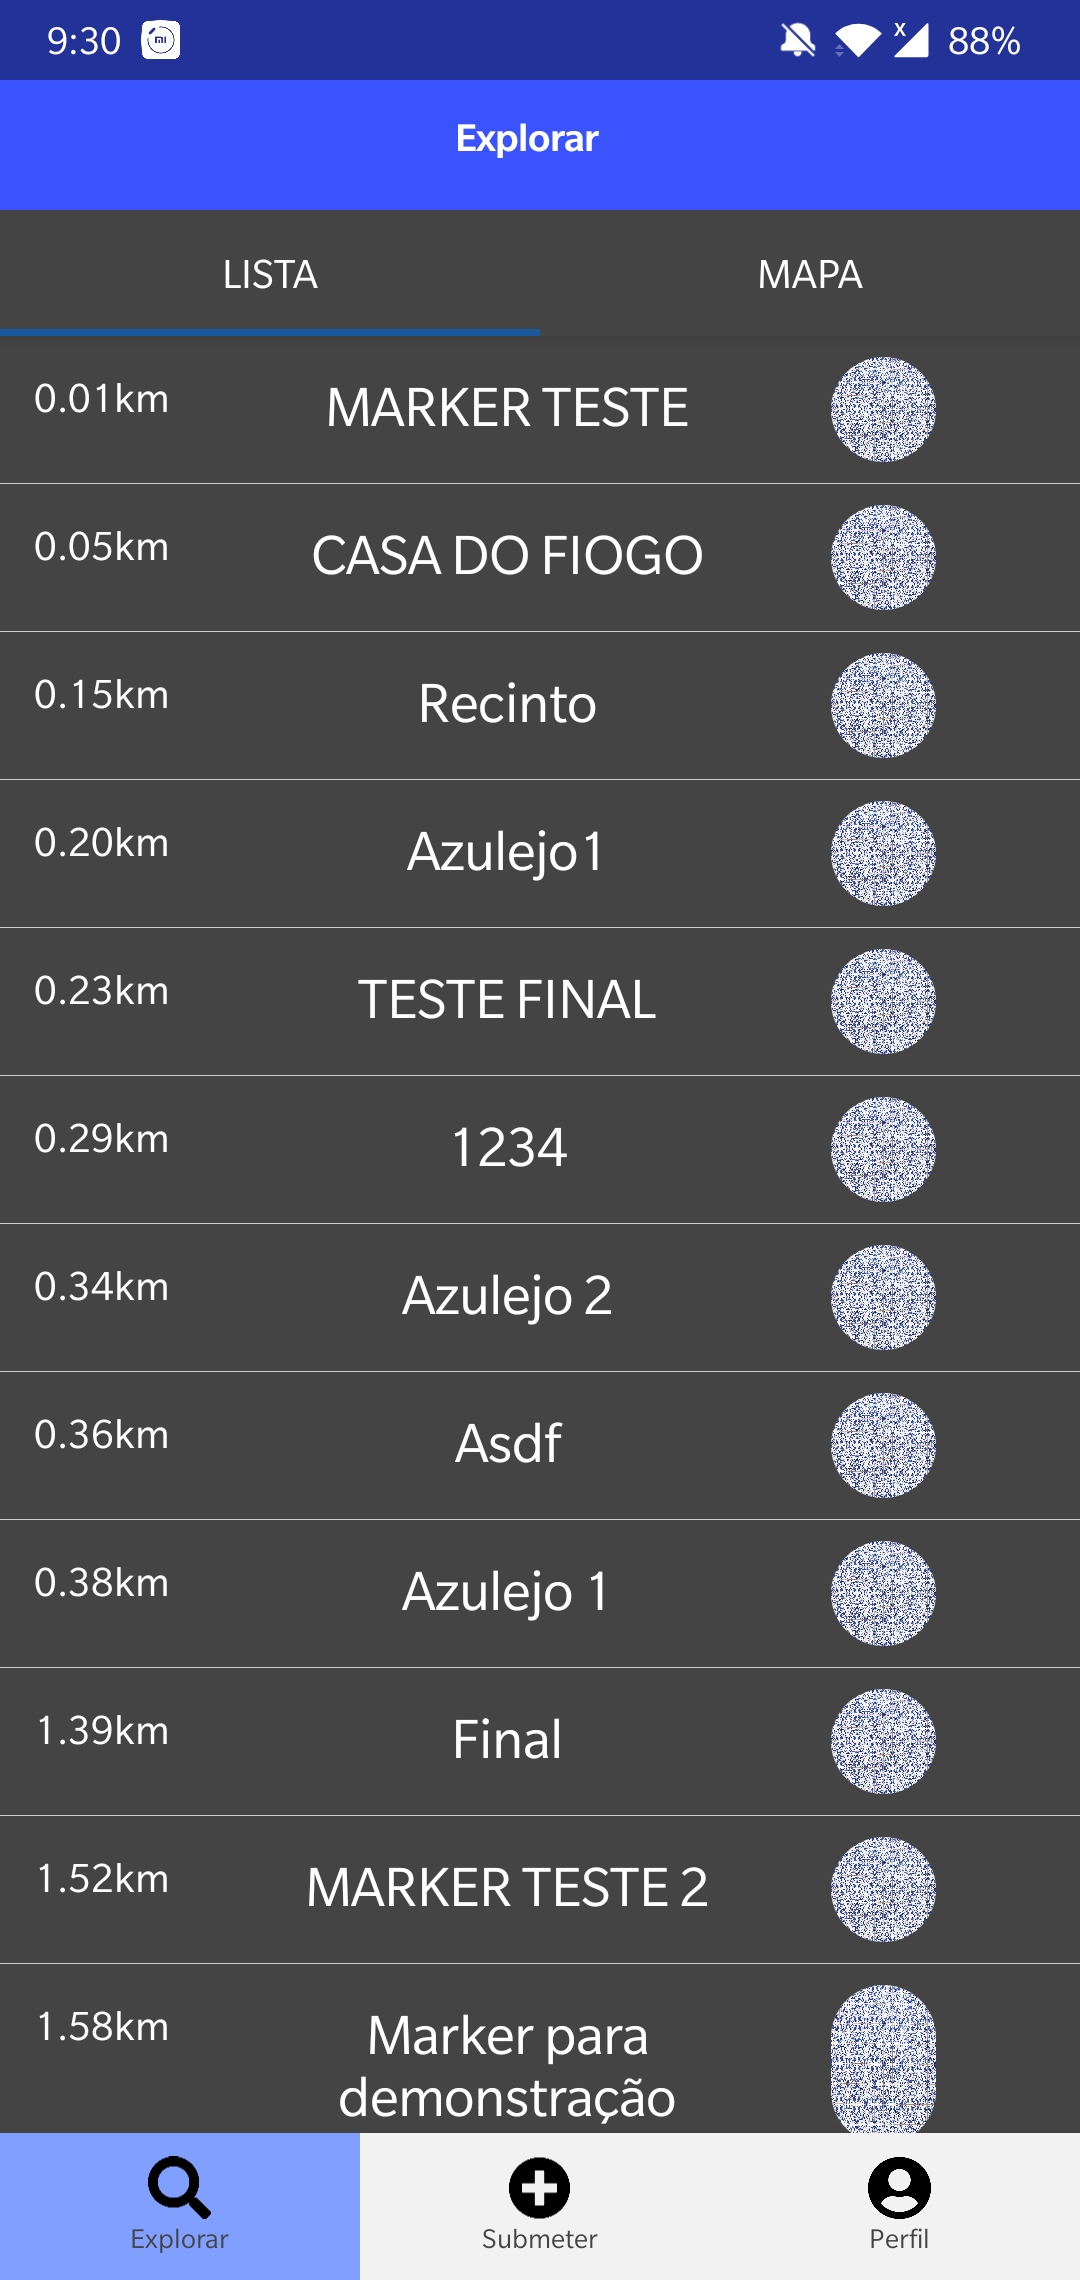 9:30 88%
Explorar
LISTA MAPA
0.01km MARKER TESTE
0.05km CASA DO FIOGO
0.15km Recinto
0.20km Azulejo1
0.23km TESTE FINAL
0.29km 1234
0.34km Azulejo 2
0.36km Asdf
0.38km Azulejo 1
1.39km Final
1.52km MARKER TESTE 2
1.58km Marker para
demonstração
Explorar Submeter Perfil